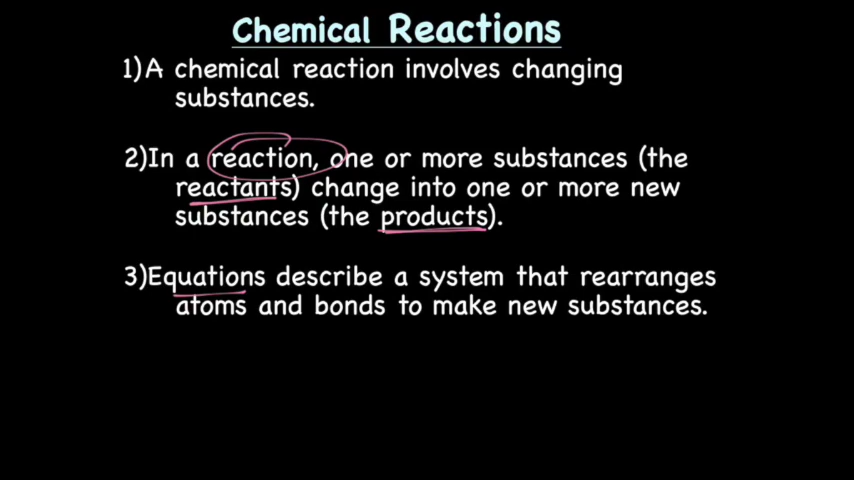 Chemical Reactions
1)A chemical reaction involves changing
substances.
2)In a reaction, one or more substances (the
reactants) change into one or more new
substances (the products).
3)Equations describe a system that rearranges
atoms and bonds to make new substances.